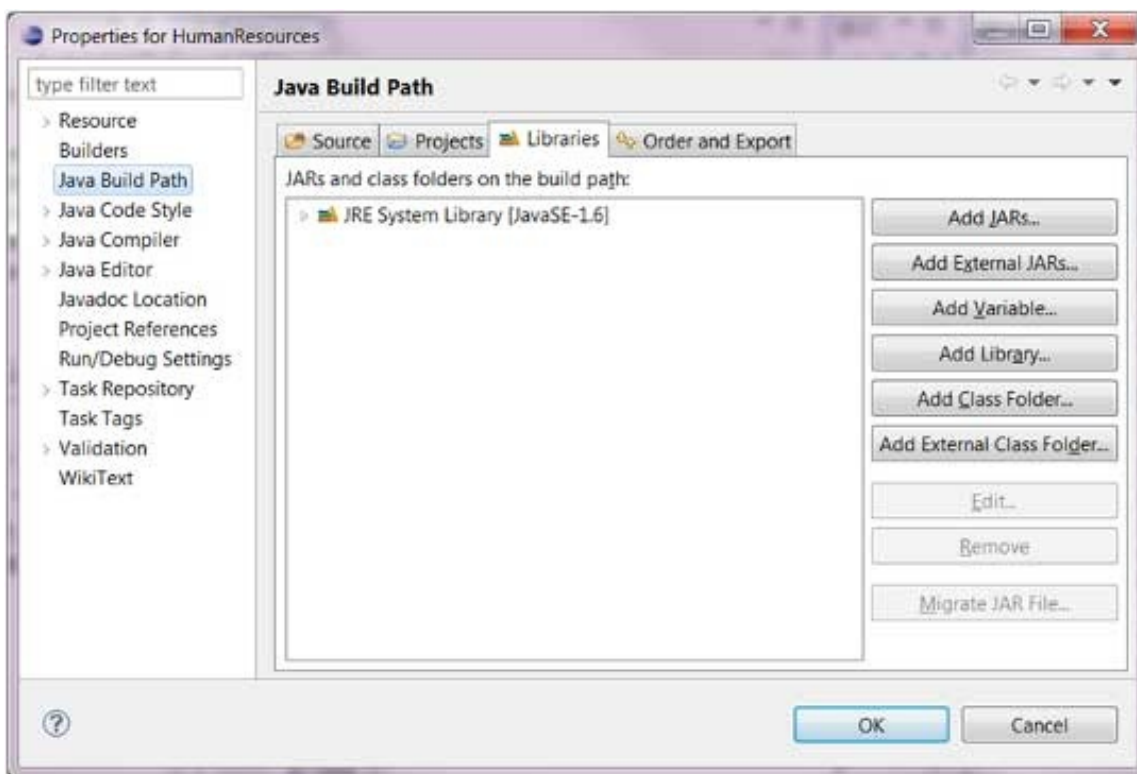 Properties for HumanResources
type filter text
Resource
Builders
Java Build Path
Java Code Style
Java Compiler
Java Editor
Javadoc Location
Project References
Run/Debug Settings
Task Repository
Task Tags
Validation
WikiText
Java Build Path
Source Projects Libraries Order and Export
JARs and class folders on the build path:
JRE System Library [JavaSE-1.6]
Add JARs...
Add External JARs...
Add Variable...
Add Library...
Add Class Folder...
Add External Class Folder...
Edit...
Remove
Migrate JAR File...
?
OK Cancel